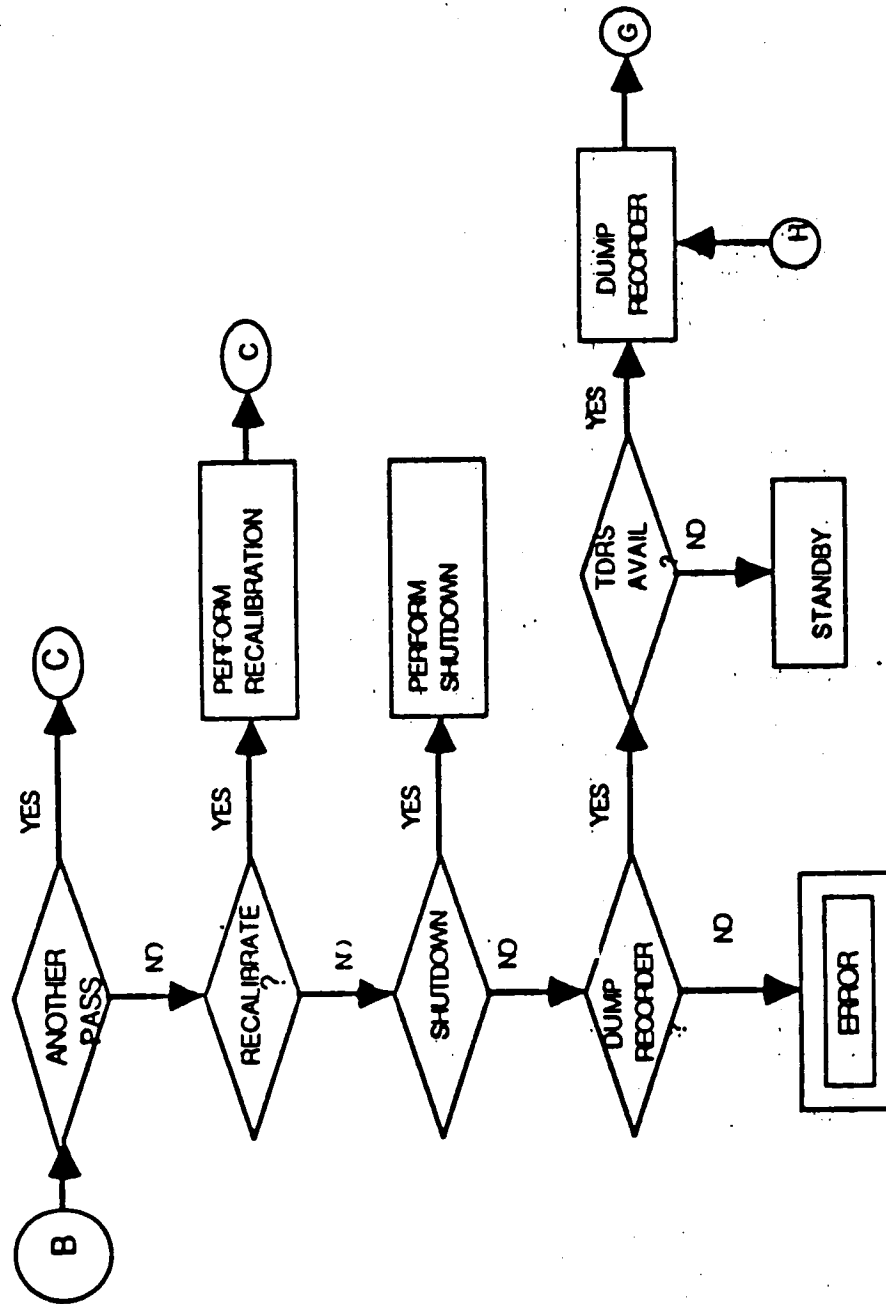 B
ANOTHER
PASS
YES
C
NO
RECALIBRATE
?
YES
PERFORM
RECALIBRATION
C
NO
SHUTDOWN
YES
PERFORM
SHUTDOWN
NO
DUMP
RECORDER
?
YES
TDRS
AVAIL
?
YES
DUMP
RECORDER
G
NO
NO
H
ERROR
STANDBY